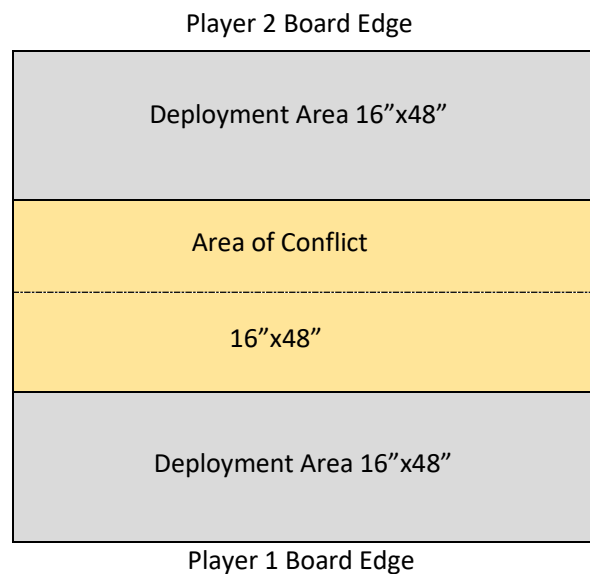 Player 2 Board Edge
Deployment Area 16”x48”
Area of Conflict
16”x48”
Deployment Area 16”x48”
Player 1 Board Edge